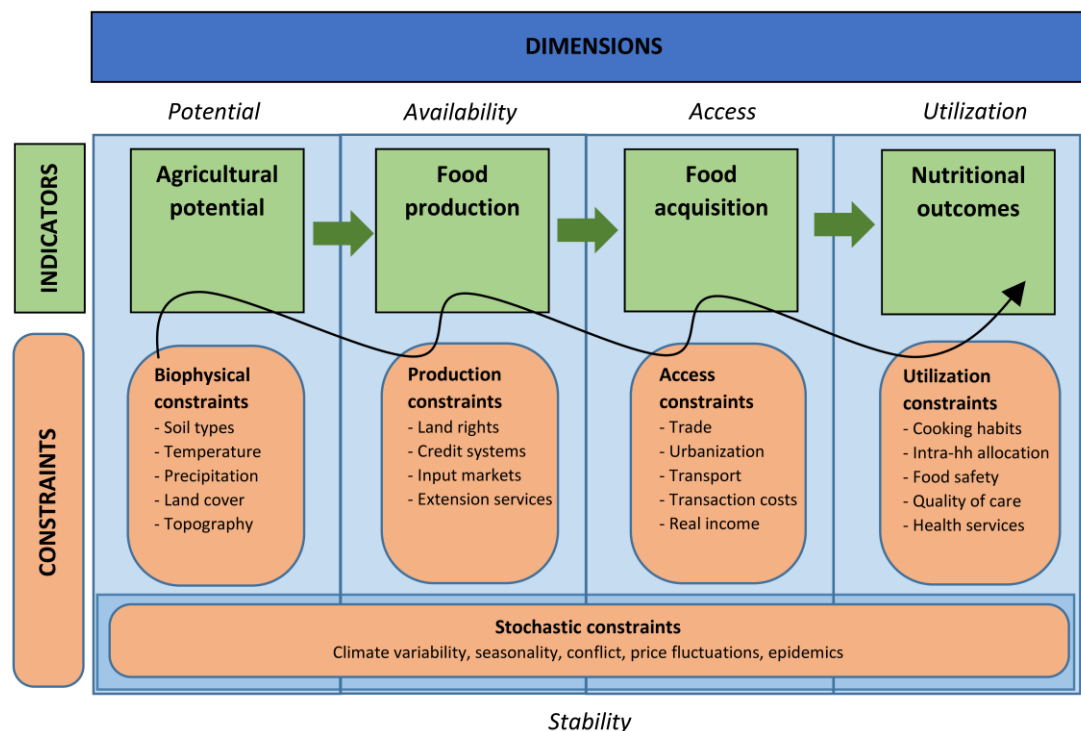 DIMENSIONS
Potential
Availability
Access
Utilization
INDICATORS
Agricultural
potential
Food
production
Food
acquisition
Nutritional
outcomes
CONSTRAINTS
Biophysical
constraints
- Soil types
- Temperature
- Precipitation
- Land cover
- Topography
Production
constraints
- Land rights
- Credit systems
- Input markets
- Extension services
Access
constraints
- Trade
- Urbanization
- Transport
- Transaction costs
- Real income
Utilization
constraints
- Cooking habits
- Intra-hh allocation
- Food safety
- Quality of care
- Health services
Stochastic constraints
Climate variability, seasonality, conflict, price fluctuations, epidemics
Stability